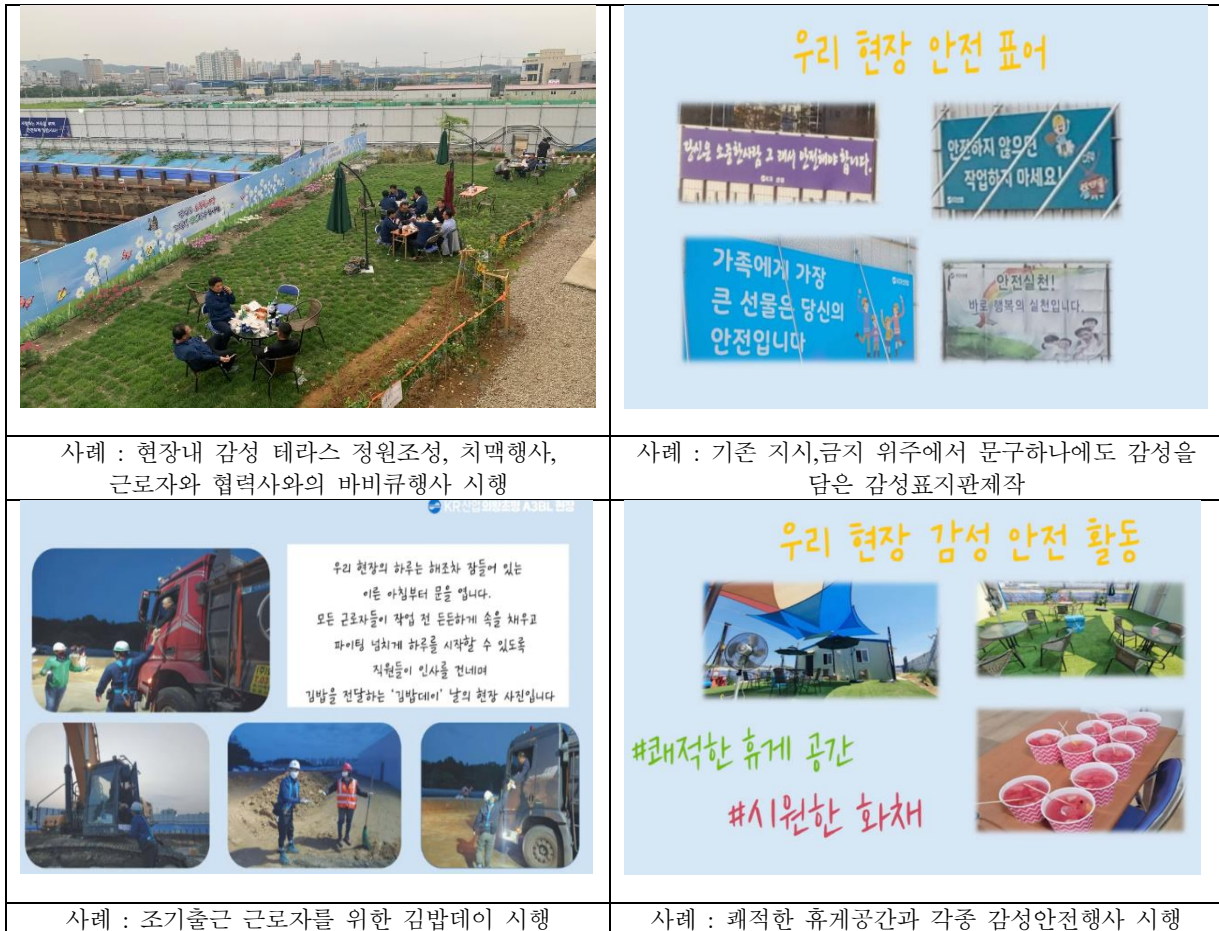 우리 현장 안전 표어
당신은 소중한사람 그래서 안전해야 합니다.
안전하지 않으면
작업하지 마세요!
가족에게 가장
큰 선물은 당신의
안전입니다
안전실천!
바로 행복의 실천입니다.
사례 : 현장내 감성 테라스 정원조성, 치맥행사,
근로자와 협력사와의 바비큐행사 시행
사례 : 기존 지시,금지 위주에서 문구하나에도 감성을
담은 감성표지판제작
KR산업 의왕초평 A3BL 현장
우리 현장의 하루는 해조차 잠들어 있는
이른 아침부터 문을 엽니다.
모든 근로자들이 작업 전 든든하게 속을 채우고
파이팅 넘치게 하루를 시작할 수 있도록
직원들이 인사를 건네며
김밥을 전달하는 '김밥데이' 날의 현장 사진입니다
우리 현장 감성 안전 활동
#쾌적한 휴게 공간
#시원한 화채
사례 : 조기출근 근로자를 위한 김밥데이 시행
사례 : 쾌적한 휴게공간과 각종 감성안전행사 시행